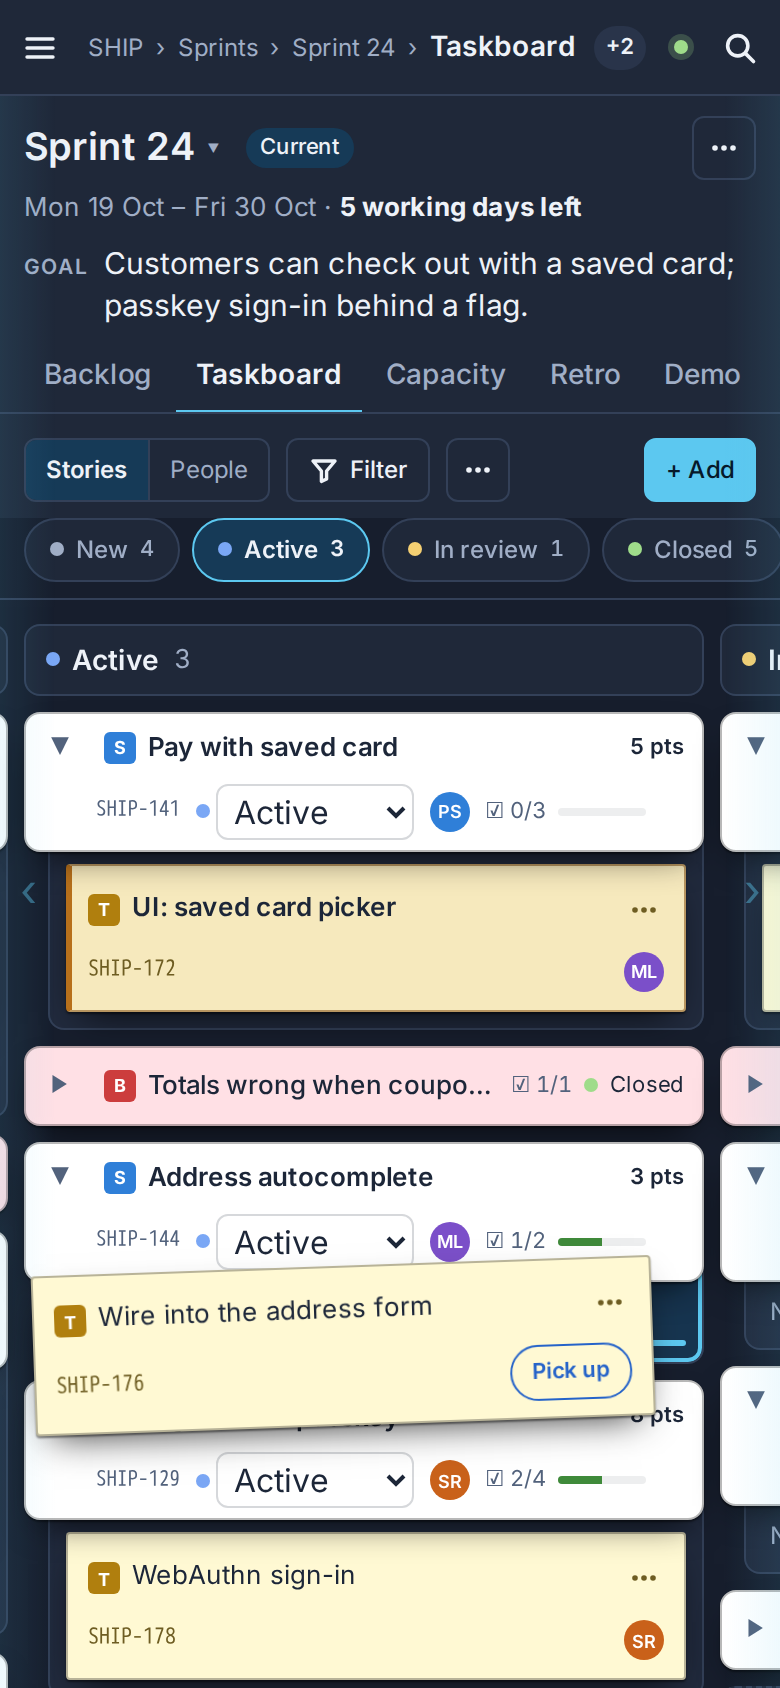 SHIP › Sprints › Sprint 24 › Taskboard +2
Sprint 24 ▾ Current
Mon 19 Oct – Fri 30 Oct · 5 working days left
GOAL Customers can check out with a saved card;
passkey sign-in behind a flag.
Backlog Taskboard Capacity Retro Demo
Stories People Filter + Add
New 4 Active 3 In review 1 Closed 5
Active 3
S Pay with saved card 5 pts
SHIP-141 Active PS ☑ 0/3
T UI: saved card picker
SHIP-172 ML
B Totals wrong when coupo… ☑ 1/1 Closed
S Address autocomplete 3 pts
SHIP-144 Active ML ☑ 1/2
T Wire into the address form
SHIP-176 Pick up
pts
SHIP-129 Active SR ☑ 2/4
T WebAuthn sign-in
SHIP-178 SR